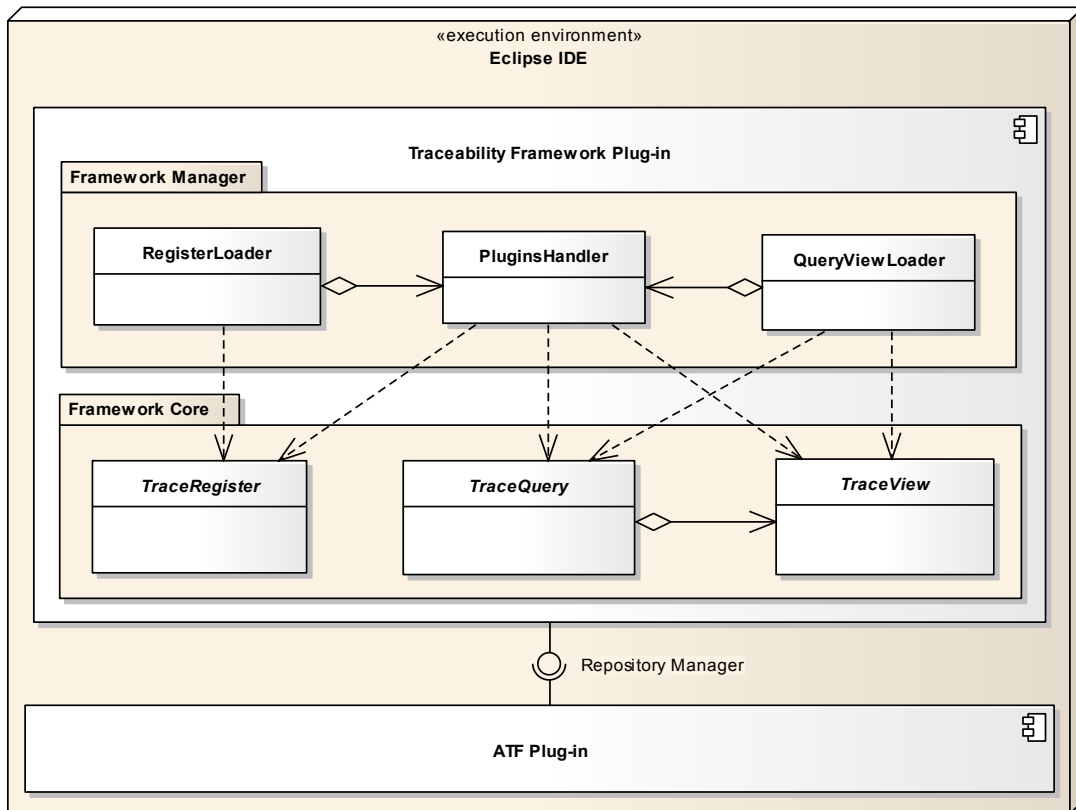 «execution environment»
Eclipse IDE
Traceability Framework Plug-in
Framework Manager
RegisterLoader
PluginsHandler
QueryViewLoader
Framework Core
TraceRegister
TraceQuery
TraceView
Repository Manager
ATF Plug-in